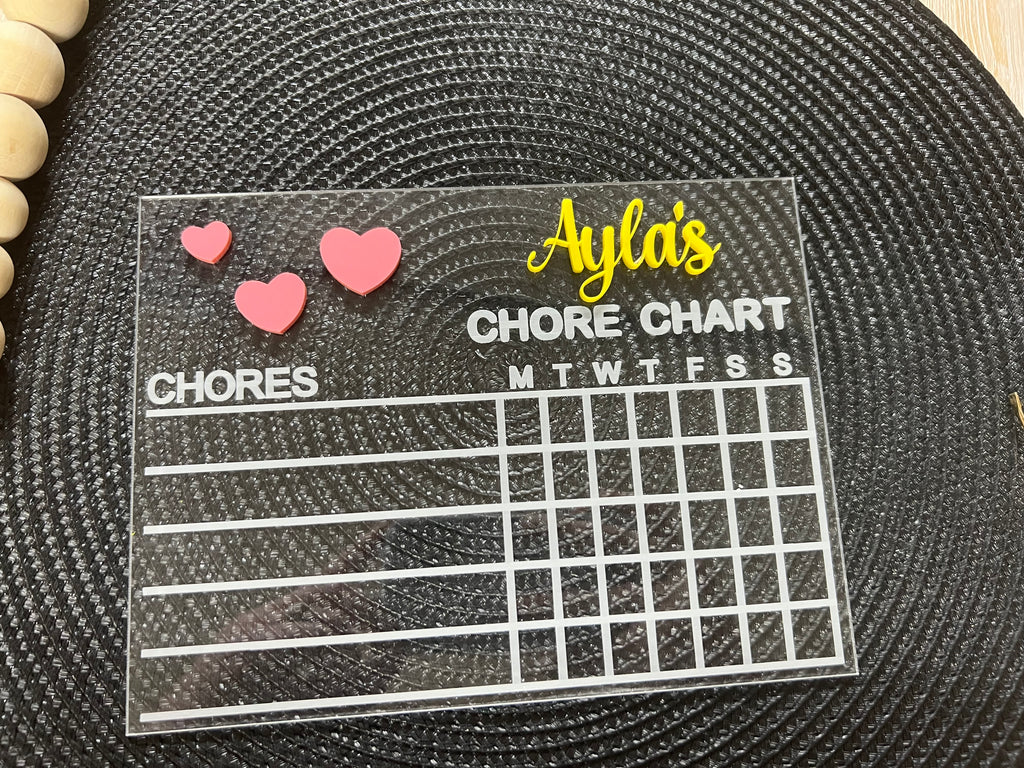 Ayla's
CHORE CHART
CHORES
M T W T F S S